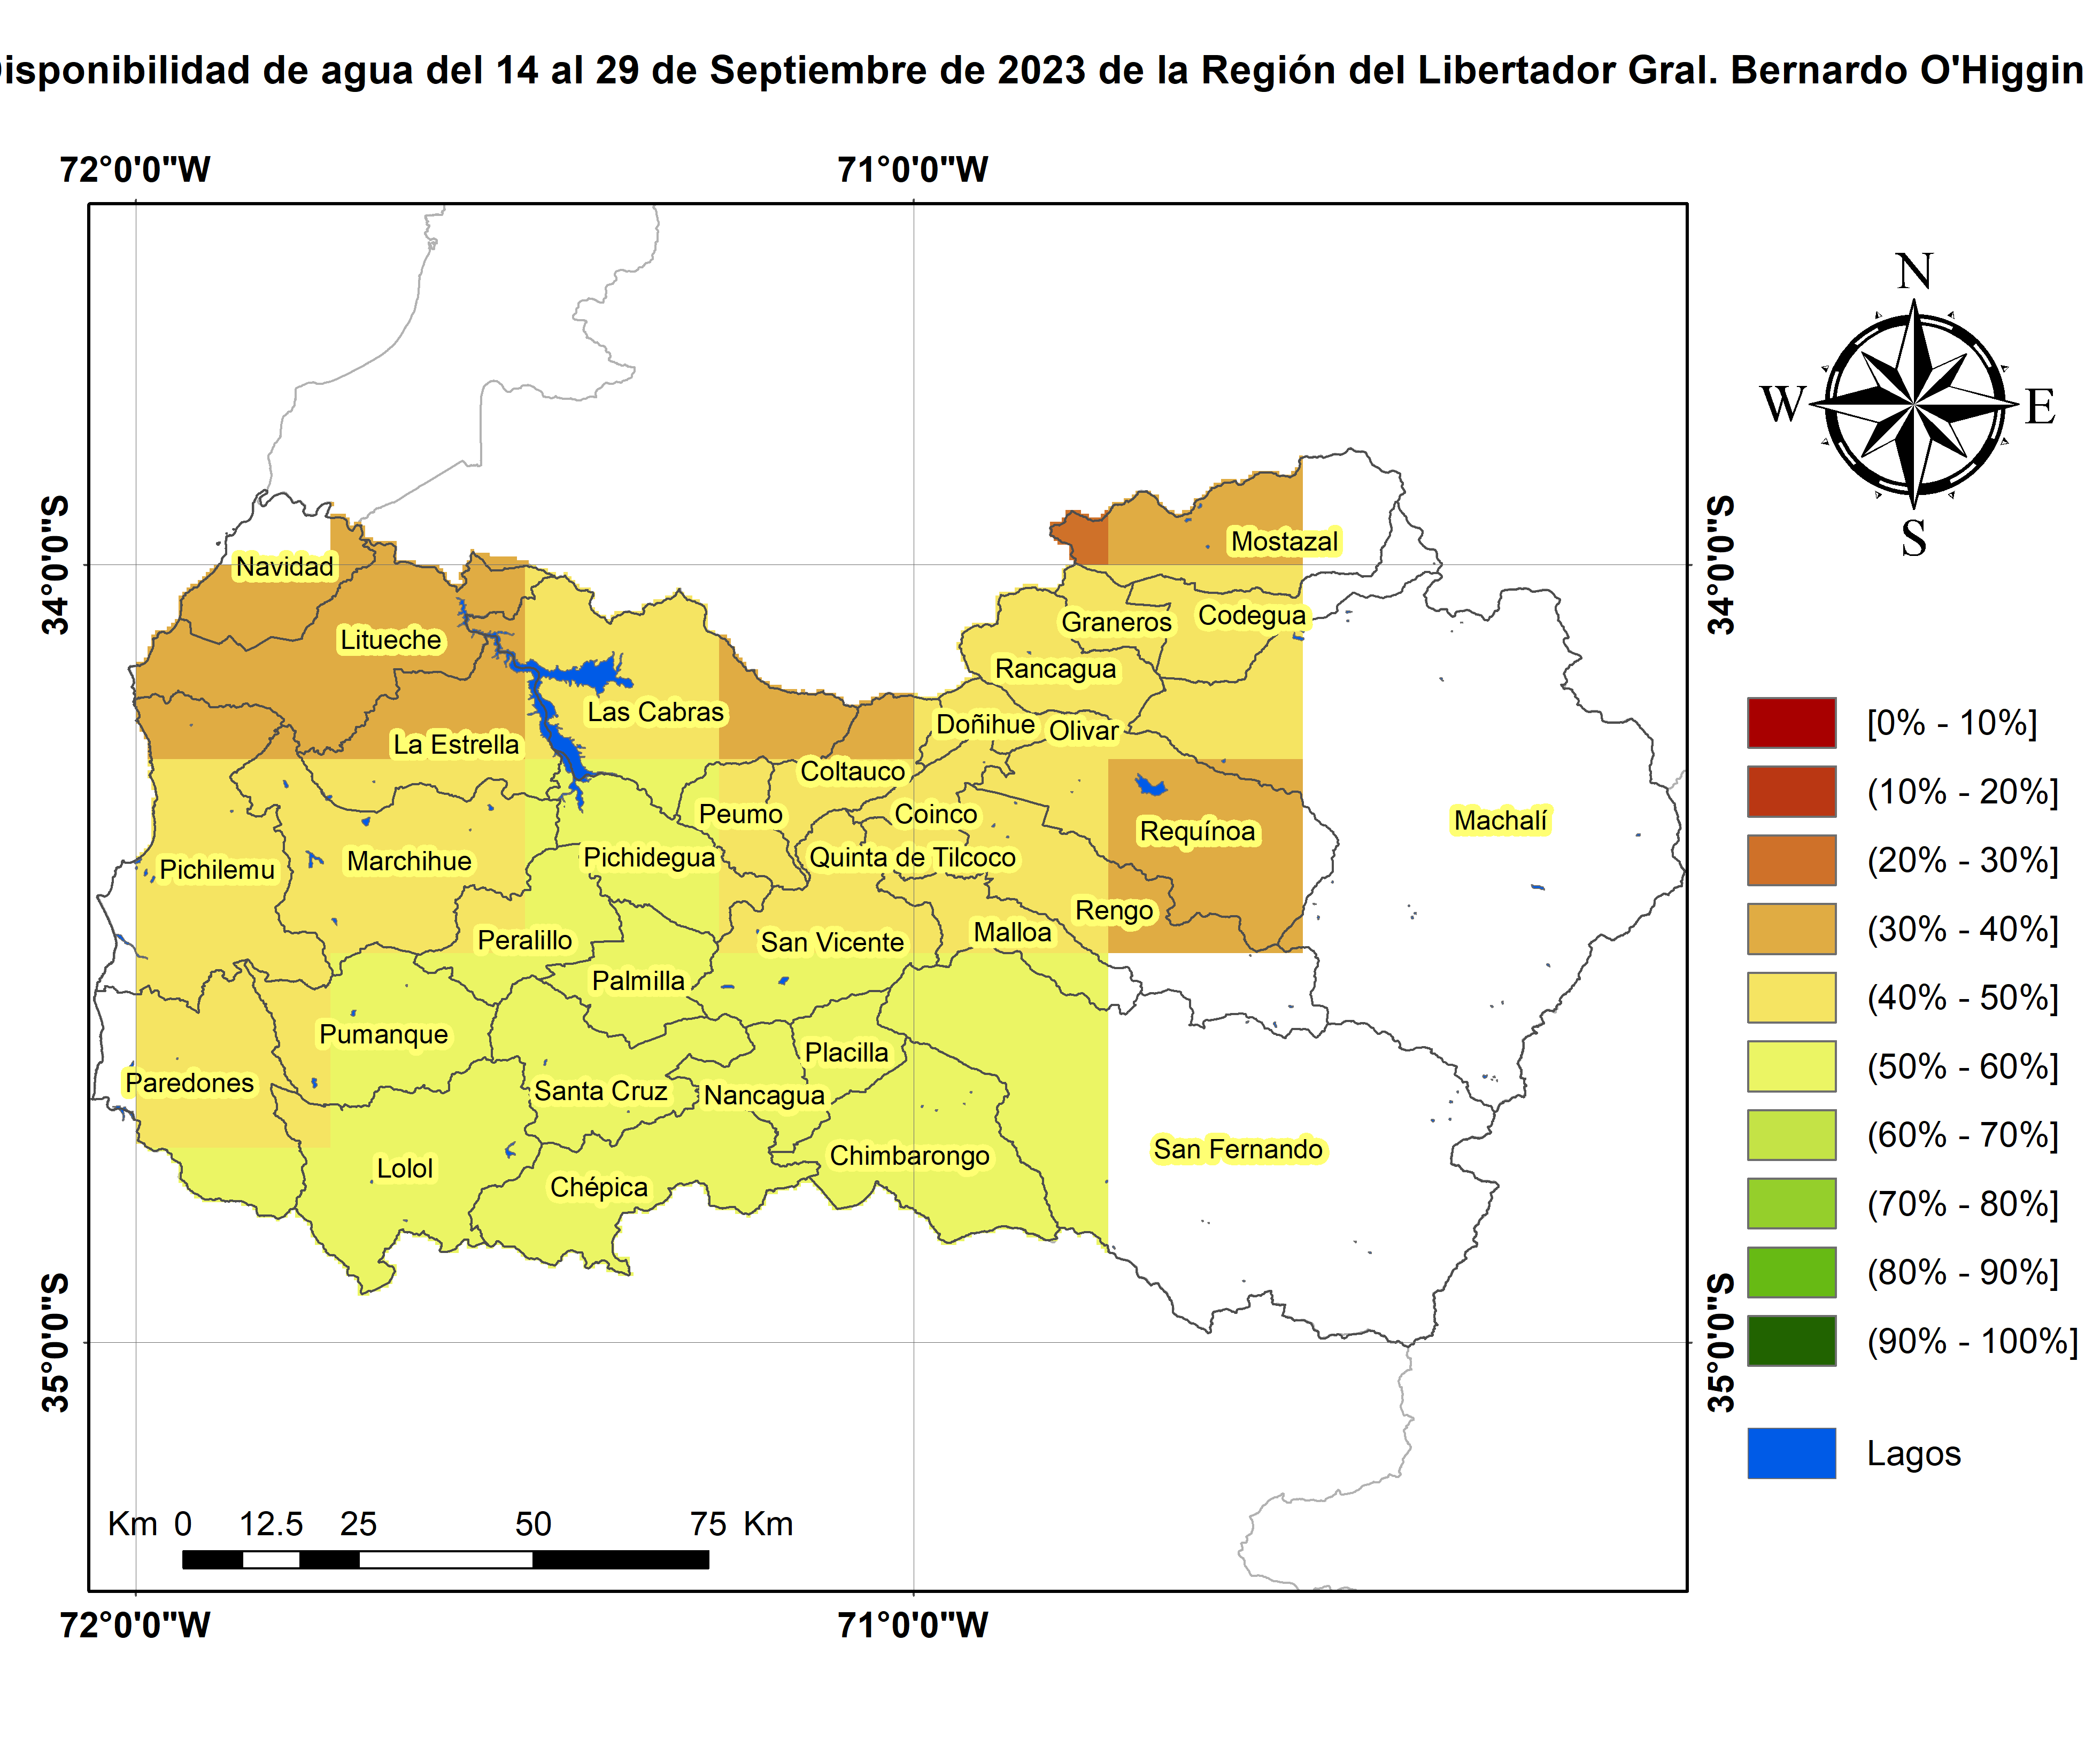 isponibilidad de agua del 14 al 29 de Septiembre de 2023 de la Región del Libertador Gral. Bernardo O'Higgin
72°0'0"W 71°0'0"W
N
W E
S
34°0'0"S 34°0'0"S
Mostazal
Navidad
Graneros Codegua
Litueche
Rancagua
Las Cabras
Doñihue Olivar
La Estrella
Coltauco
Peumo Coinco
Requínoa Machalí
Pichilemu Marchihue Pichidegua Quinta de Tilcoco
Rengo
Peralillo San Vicente Malloa
Palmilla
Pumanque
Placilla
Paredones Santa Cruz Nancagua
Lolol Chimbarongo San Fernando
Chépica
35°0'0"S 35°0'0"S
[0% - 10%]
(10% - 20%]
(20% - 30%]
(30% - 40%]
(40% - 50%]
(50% - 60%]
(60% - 70%]
(70% - 80%]
(80% - 90%]
(90% - 100%]
Lagos
Km 0 12.5 25 50 75 Km
72°0'0"W 71°0'0"W